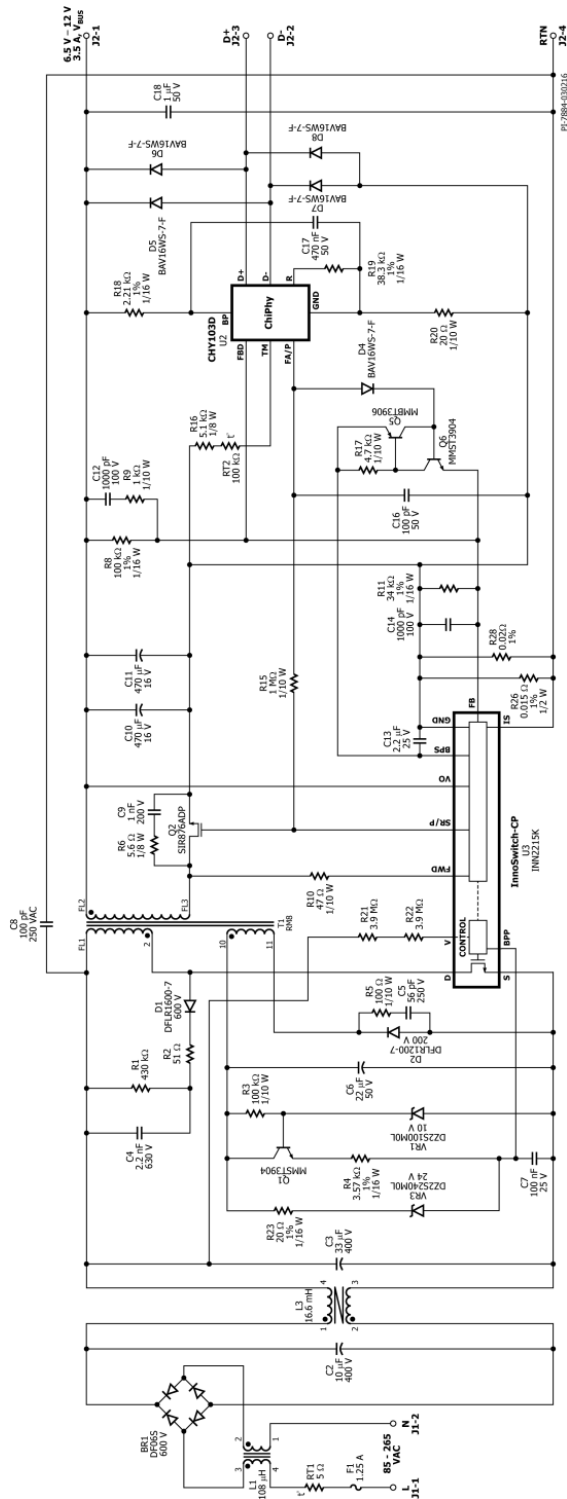 C8
100 pF
250 VAC
6.5 V – 12 V
3.5 A, VBUS
J2-1
D+
J2-3
D-
J2-2
RTN
J2-4
PI-7884-030216
C18
1 µF
50 V
D6
BAV16WS-7-F
D5
BAV16WS-7-F
D8
BAV16WS-7-F
BAV16WS-7-F
D7
C17
470 nF
50 V
R18
2.21 kΩ
1%
1/16 W
R19
38.3 kΩ
1%
1/16 W
R20
20 Ω
1/10 W
CHY103D
U2
ChiPhy
D+
D-
R
BP
GND
FBD
TM
FA/P
D4
BAV16WS-7-F
R16
5.1 kΩ
1/8 W
RT2
100 kΩ
t°
Q5
MMBT3906
R17
4.7 kΩ
1/10 W
Q6
MMST3904
C16
100 pF
50 V
C12
1000 pF
100 V
R9
1 kΩ
1/10 W
R8
100 kΩ
1%
1/16 W
R11
34 kΩ
1%
1/16 W
C14
1000 pF
100 V
R28
0.02Ω
1%
R26
0.015 Ω
1%
1/2 W
C11
470 µF
16 V
C10
470 µF
16 V
R15
1 MΩ
1/10 W
C13
2.2 µF
25 V
C9
1 nF
200 V
R6
5.6 Ω
1/8 W
Q2
SIR876ADP
R10
47 Ω
1/10 W
FL1
FL2
FL3
2
10
11
T1
RM8
R21
3.9 MΩ
R22
3.9 MΩ
FB
GND
IS
BPS
VO
SR/P
FWD
V
CONTROL
D
S
BPP
InnoSwitch-CP
U3
INN2215K
D1
DFLR1600-7
600 V
R2
51 Ω
R1
430 kΩ
C4
2.2 nF
630 V
R5
100 Ω
1/10 W
C5
56 pF
250 V
D2
DFLR1200-7
200 V
C6
22 µF
50 V
R3
100 kΩ
1/10 W
Q1
MMST3904
VR1
DZ2S100M0L
10 V
R4
3.57 kΩ
1%
1/16 W
R23
20 Ω
1%
1/16 W
VR3
DZ2S240M0L
24 V
C7
100 nF
25 V
C3
33 µF
400 V
L3
16.6 mH
1
4
2
3
C2
10 µF
400 V
BR1
DF06S
600 V
L1
108 µH
3
2
4
1
RT1
5 Ω
t°
F1
1.25 A
85 - 265
VAC
L
J1-1
N
J1-2